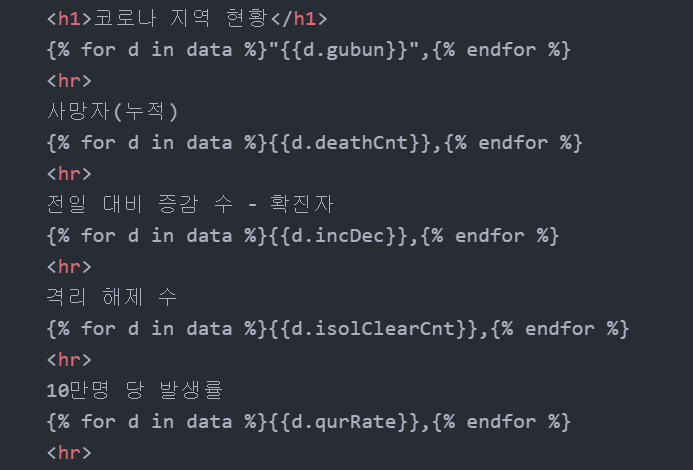 <h1>코로나 지역 현황</h1>
{% for d in data %}"{{d.gubun}}",{% endfor %}
<hr>
사망자(누적)
{% for d in data %}{{d.deathCnt}},{% endfor %}
<hr>
전일 대비 증감 수 - 확진자
{% for d in data %}{{d.incDec}},{% endfor %}
<hr>
격리 해제 수
{% for d in data %}{{d.isolClearCnt}},{% endfor %}
<hr>
10만명 당 발생률
{% for d in data %}{{d.qurRate}},{% endfor %}
<hr>